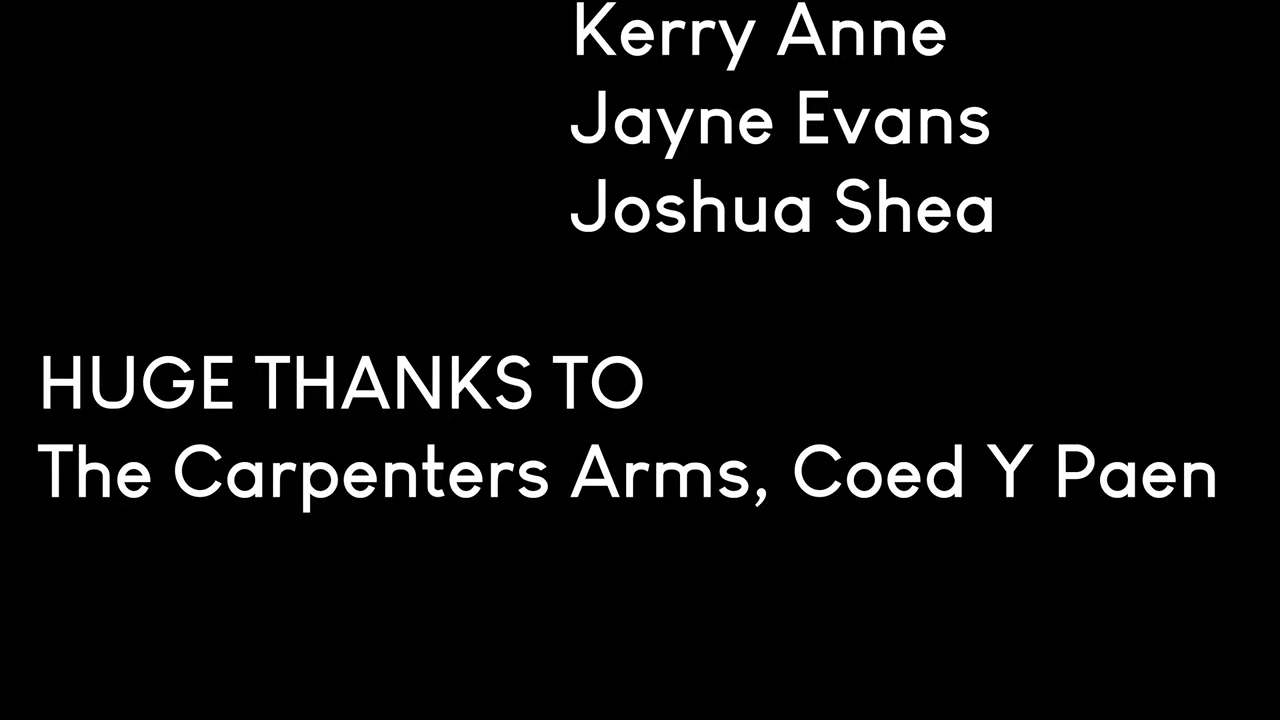 Kerry Anne
Jayne Evans
Joshua Shea
HUGE THANKS TO
The Carpenters Arms, Coed Y Paen